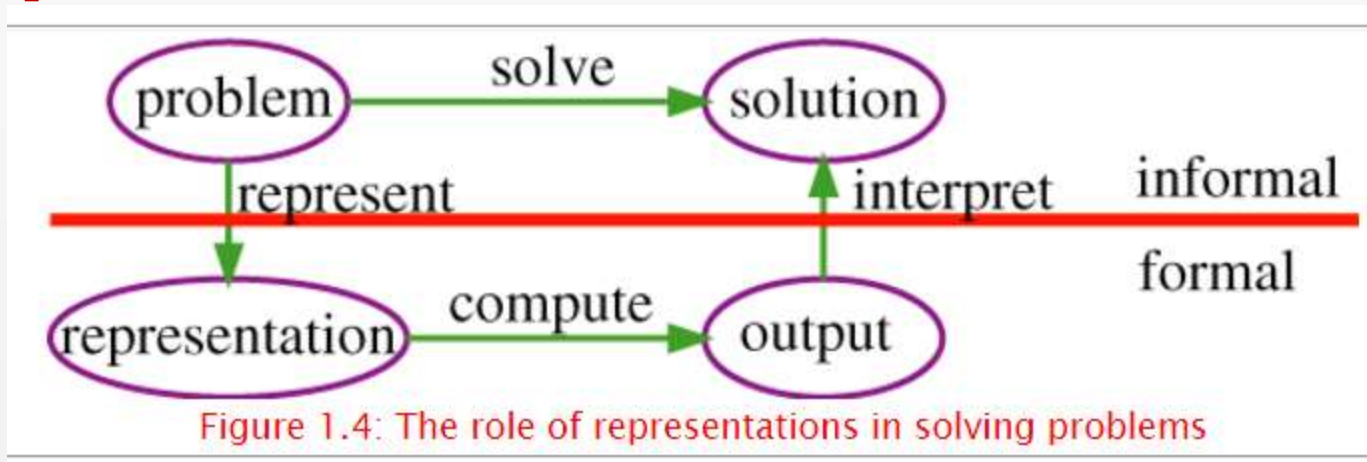 solve
problem
solution
represent
interpret
informal
formal
compute
representation
output
Figure 1.4: The role of representations in solving problems